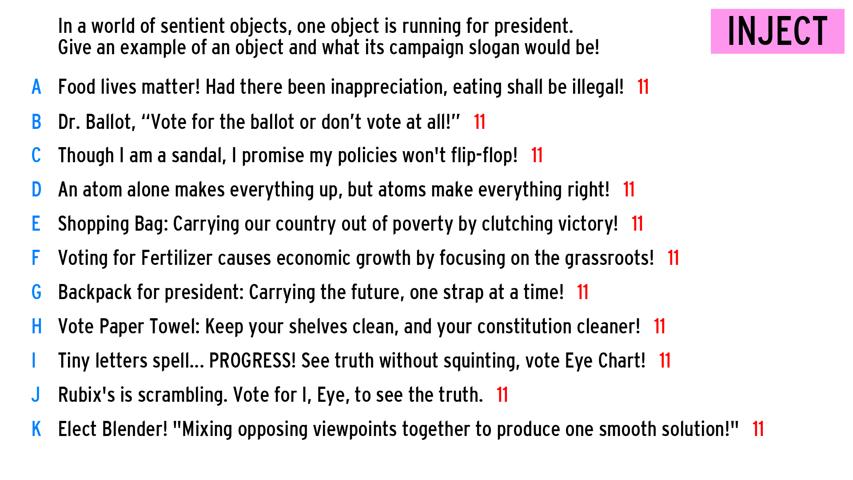 In a world of sentient objects, one object is running for president.
Give an example of an object and what its campaign slogan would be!
INJECT
A Food lives matter! Had there been inappreciation, eating shall be illegal! 11
B Dr. Ballot, “Vote for the ballot or don’t vote at all!” 11
C Though I am a sandal, I promise my policies won't flip-flop! 11
D An atom alone makes everything up, but atoms make everything right! 11
E Shopping Bag: Carrying our country out of poverty by clutching victory! 11
F Voting for Fertilizer causes economic growth by focusing on the grassroots! 11
G Backpack for president: Carrying the future, one strap at a time! 11
H Vote Paper Towel: Keep your shelves clean, and your constitution cleaner! 11
I Tiny letters spell... PROGRESS! See truth without squinting, vote Eye Chart! 11
J Rubix's is scrambling. Vote for I, Eye, to see the truth. 11
K Elect Blender! "Mixing opposing viewpoints together to produce one smooth solution!" 11